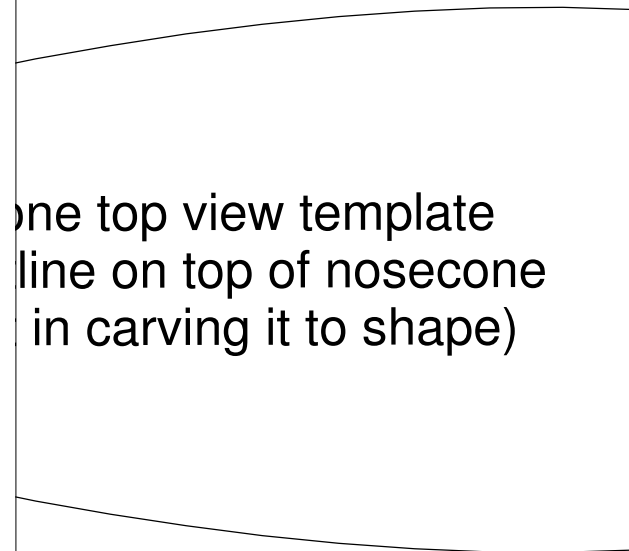 one top view template
line on top of nosecone
in carving it to shape)